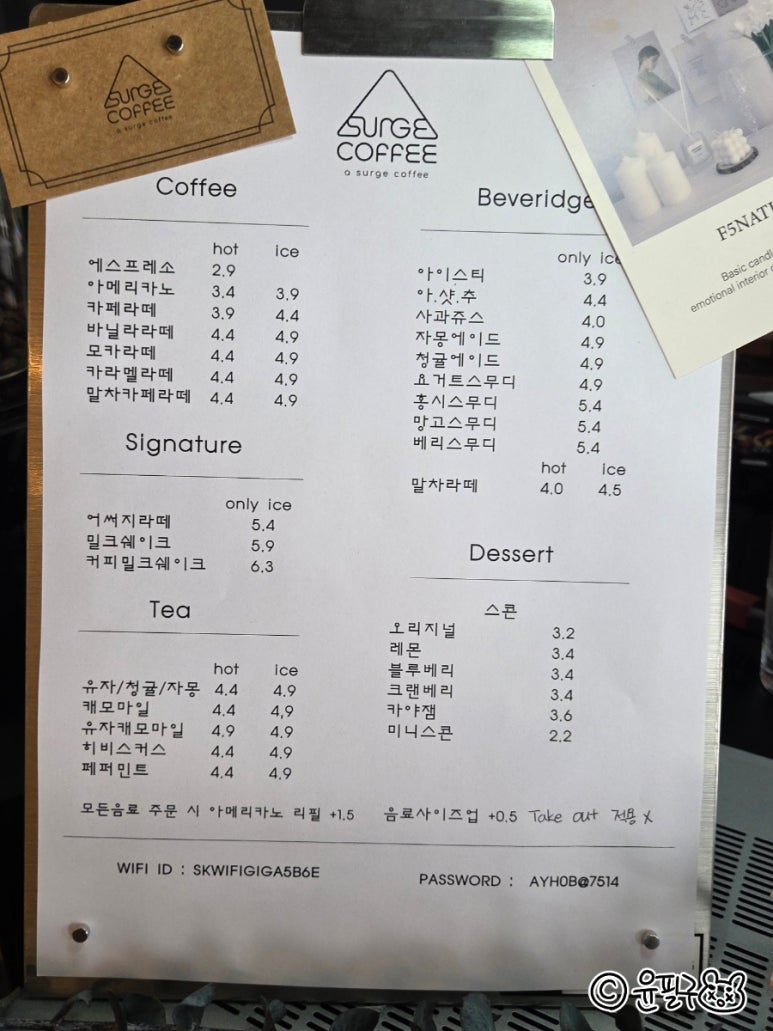 SURGE
COFFEE
a surge coffee
SURGE
COFFEE
a surge coffee
F5NAT
Basic candl
emotional interior
Coffee
hot ice
에스프레소 2.9
아메리카노 3.4 3.9
카페라떼 3.9 4.4
바닐라라떼 4.4 4.9
모카라떼 4.4 4.9
카라멜라떼 4.4 4.9
말차카페라떼 4.4 4.9
Signature
only ice
어써지라떼 5.4
밀크쉐이크 5.9
커피밀크쉐이크 6.3
Tea
hot ice
유자/청귤/자몽 4.4 4.9
캐모마일 4.4 4,9
유자캐모마일 4.9 4.9
히비스커스 4.4 4.9
페퍼민트 4.4 4.9
Beveridge
only ice
아이스티 3.9
아.샷.추 4.4
사과쥬스 4.0
자몽에이드 4.9
청귤에이드 4.9
요거트스무디 4.9
홍시스무디 5.4
망고스무디 5.4
베리스무디 5.4
hot ice
말차라떼 4.0 4.5
Dessert
스콘
오리지널 3.2
레몬 3.4
블루베리 3.4
크랜베리 3.4
카야잼 3.6
미니스콘 2.2
모든음료 주문 시 아메리카노 리필 +1.5 음료사이즈업 +0.5 Take out 적용 X
WIFI ID : SKWIFIGIGA5B6E PASSWORD : AYH0B@7514
© 윤필구